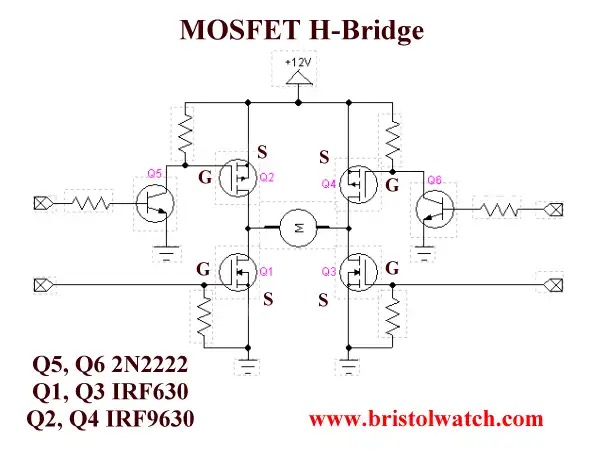 MOSFET H-Bridge
+12V
S
S
Q5
G
Q2
Q4
G
Q6
M
G
Q1
Q3
G
S
S
Q5, Q6 2N2222
Q1, Q3 IRF630
Q2, Q4 IRF9630
www.bristolwatch.com